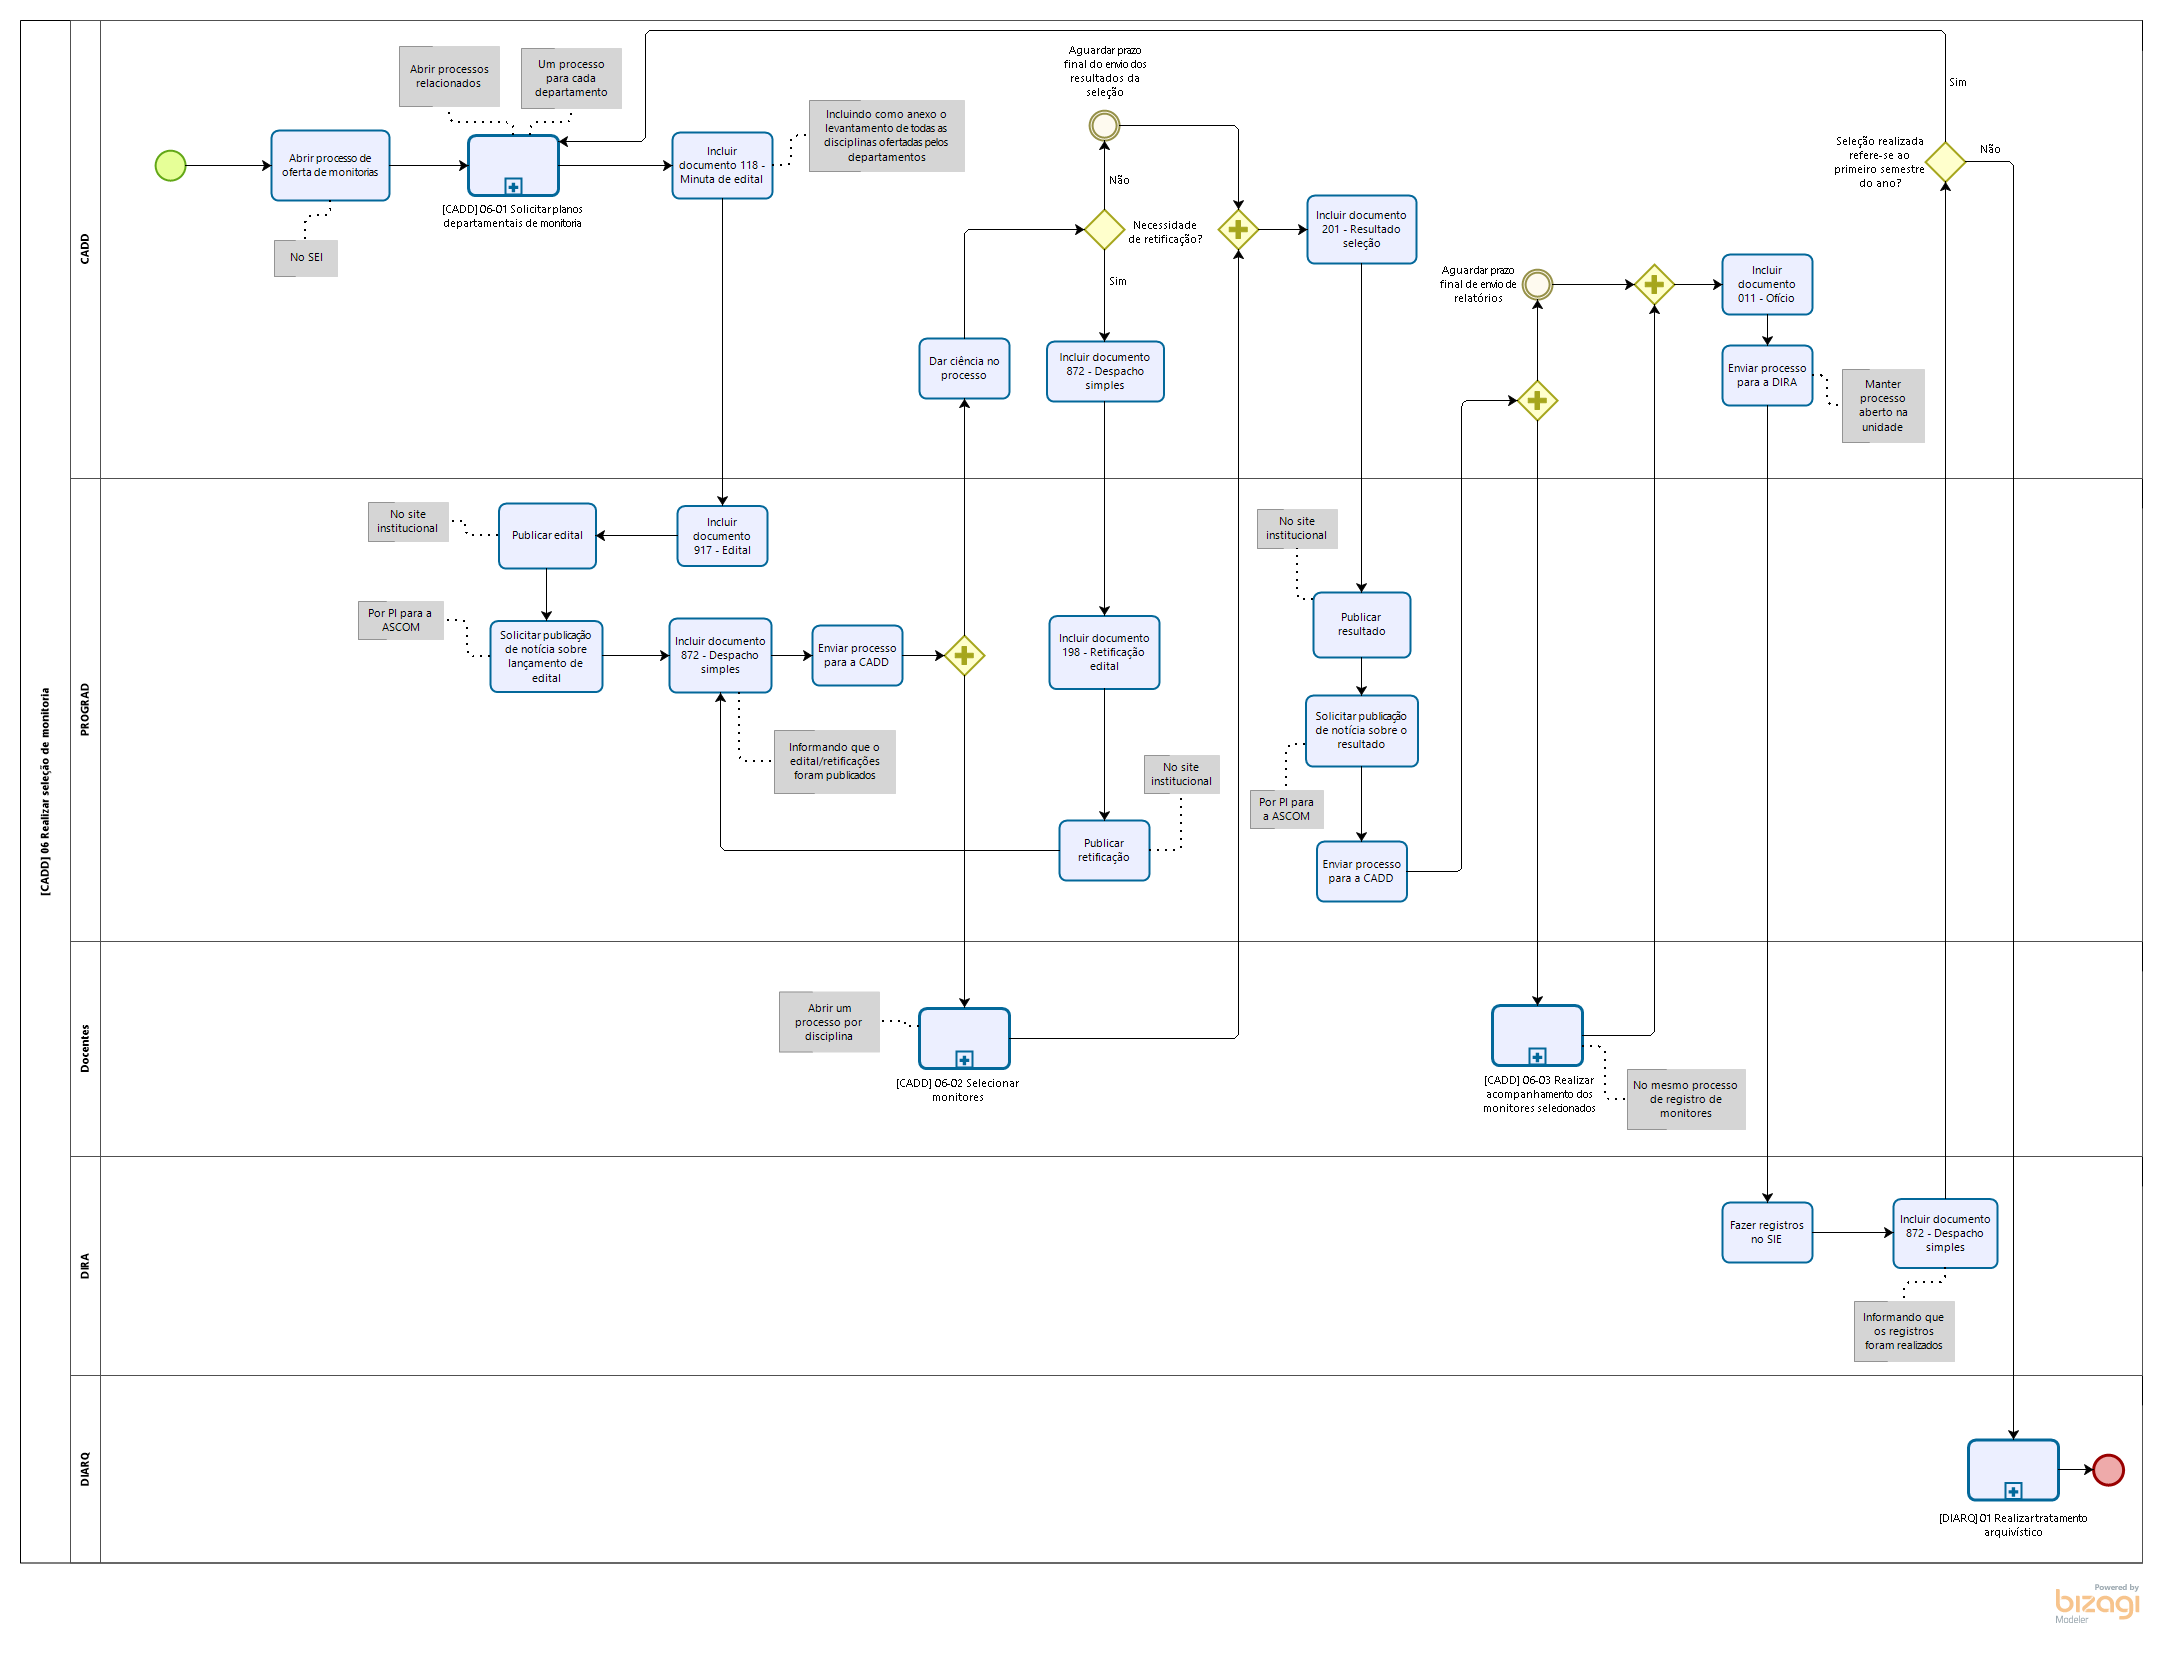 [CADD] 06 Realizar seleção de monitoria
CADD
Abrir processos
relacionados
Um processo
para cada
departamento
Abrir processo de
oferta de monitorias
No SEI
[CADD] 06-01 Solicitar planos
departamentais de monitoria
Incluir
documento 118 -
Minuta de edital
Incluindo como anexo o
levantamento de todas as
disciplinas ofertadas pelos
departamentos
Aguardar prazo
final do envio dos
resultados da
seleção
Não
Necessidade
de retificação?
Sim
Dar ciência no
processo
Incluir documento
872 - Despacho
simples
Incluir documento
201 - Resultado
seleção
Aguardar prazo
final de envio de
relatórios
Incluir
documento
011 - Ofício
Enviar processo
para a DIRA
Manter
processo
aberto na
unidade
Seleção realizada
refere-se ao
primeiro semestre
do ano?
Sim
Não
PROGRAD
No site
institucional
Publicar edital
Incluir
documento
917 - Edital
Por PI para a
ASCOM
Solicitar publicação
de notícia sobre
lançamento de
edital
Incluir documento
872 - Despacho
simples
Enviar processo
para a CADD
Informando que o
edital/retificações
foram publicados
Incluir documento
198 - Retificação
edital
No site
institucional
Publicar
retificação
No site
institucional
Publicar
resultado
Solicitar publicação
de notícia sobre o
resultado
Por PI para
a ASCOM
Enviar processo
para a CADD
Docentes
Abrir um
processo por
disciplina
[CADD] 06-02 Selecionar
monitores
[CADD] 06-03 Realizar
acompanhamento dos
monitores selecionados
No mesmo processo
de registro de
monitores
DIRA
Fazer registros
no SIE
Incluir documento
872 - Despacho
simples
Informando que
os registros
foram realizados
DIARQ
[DIARQ] 01 Realizar tratamento
arquivístico
Powered by
bizagi
Modeler